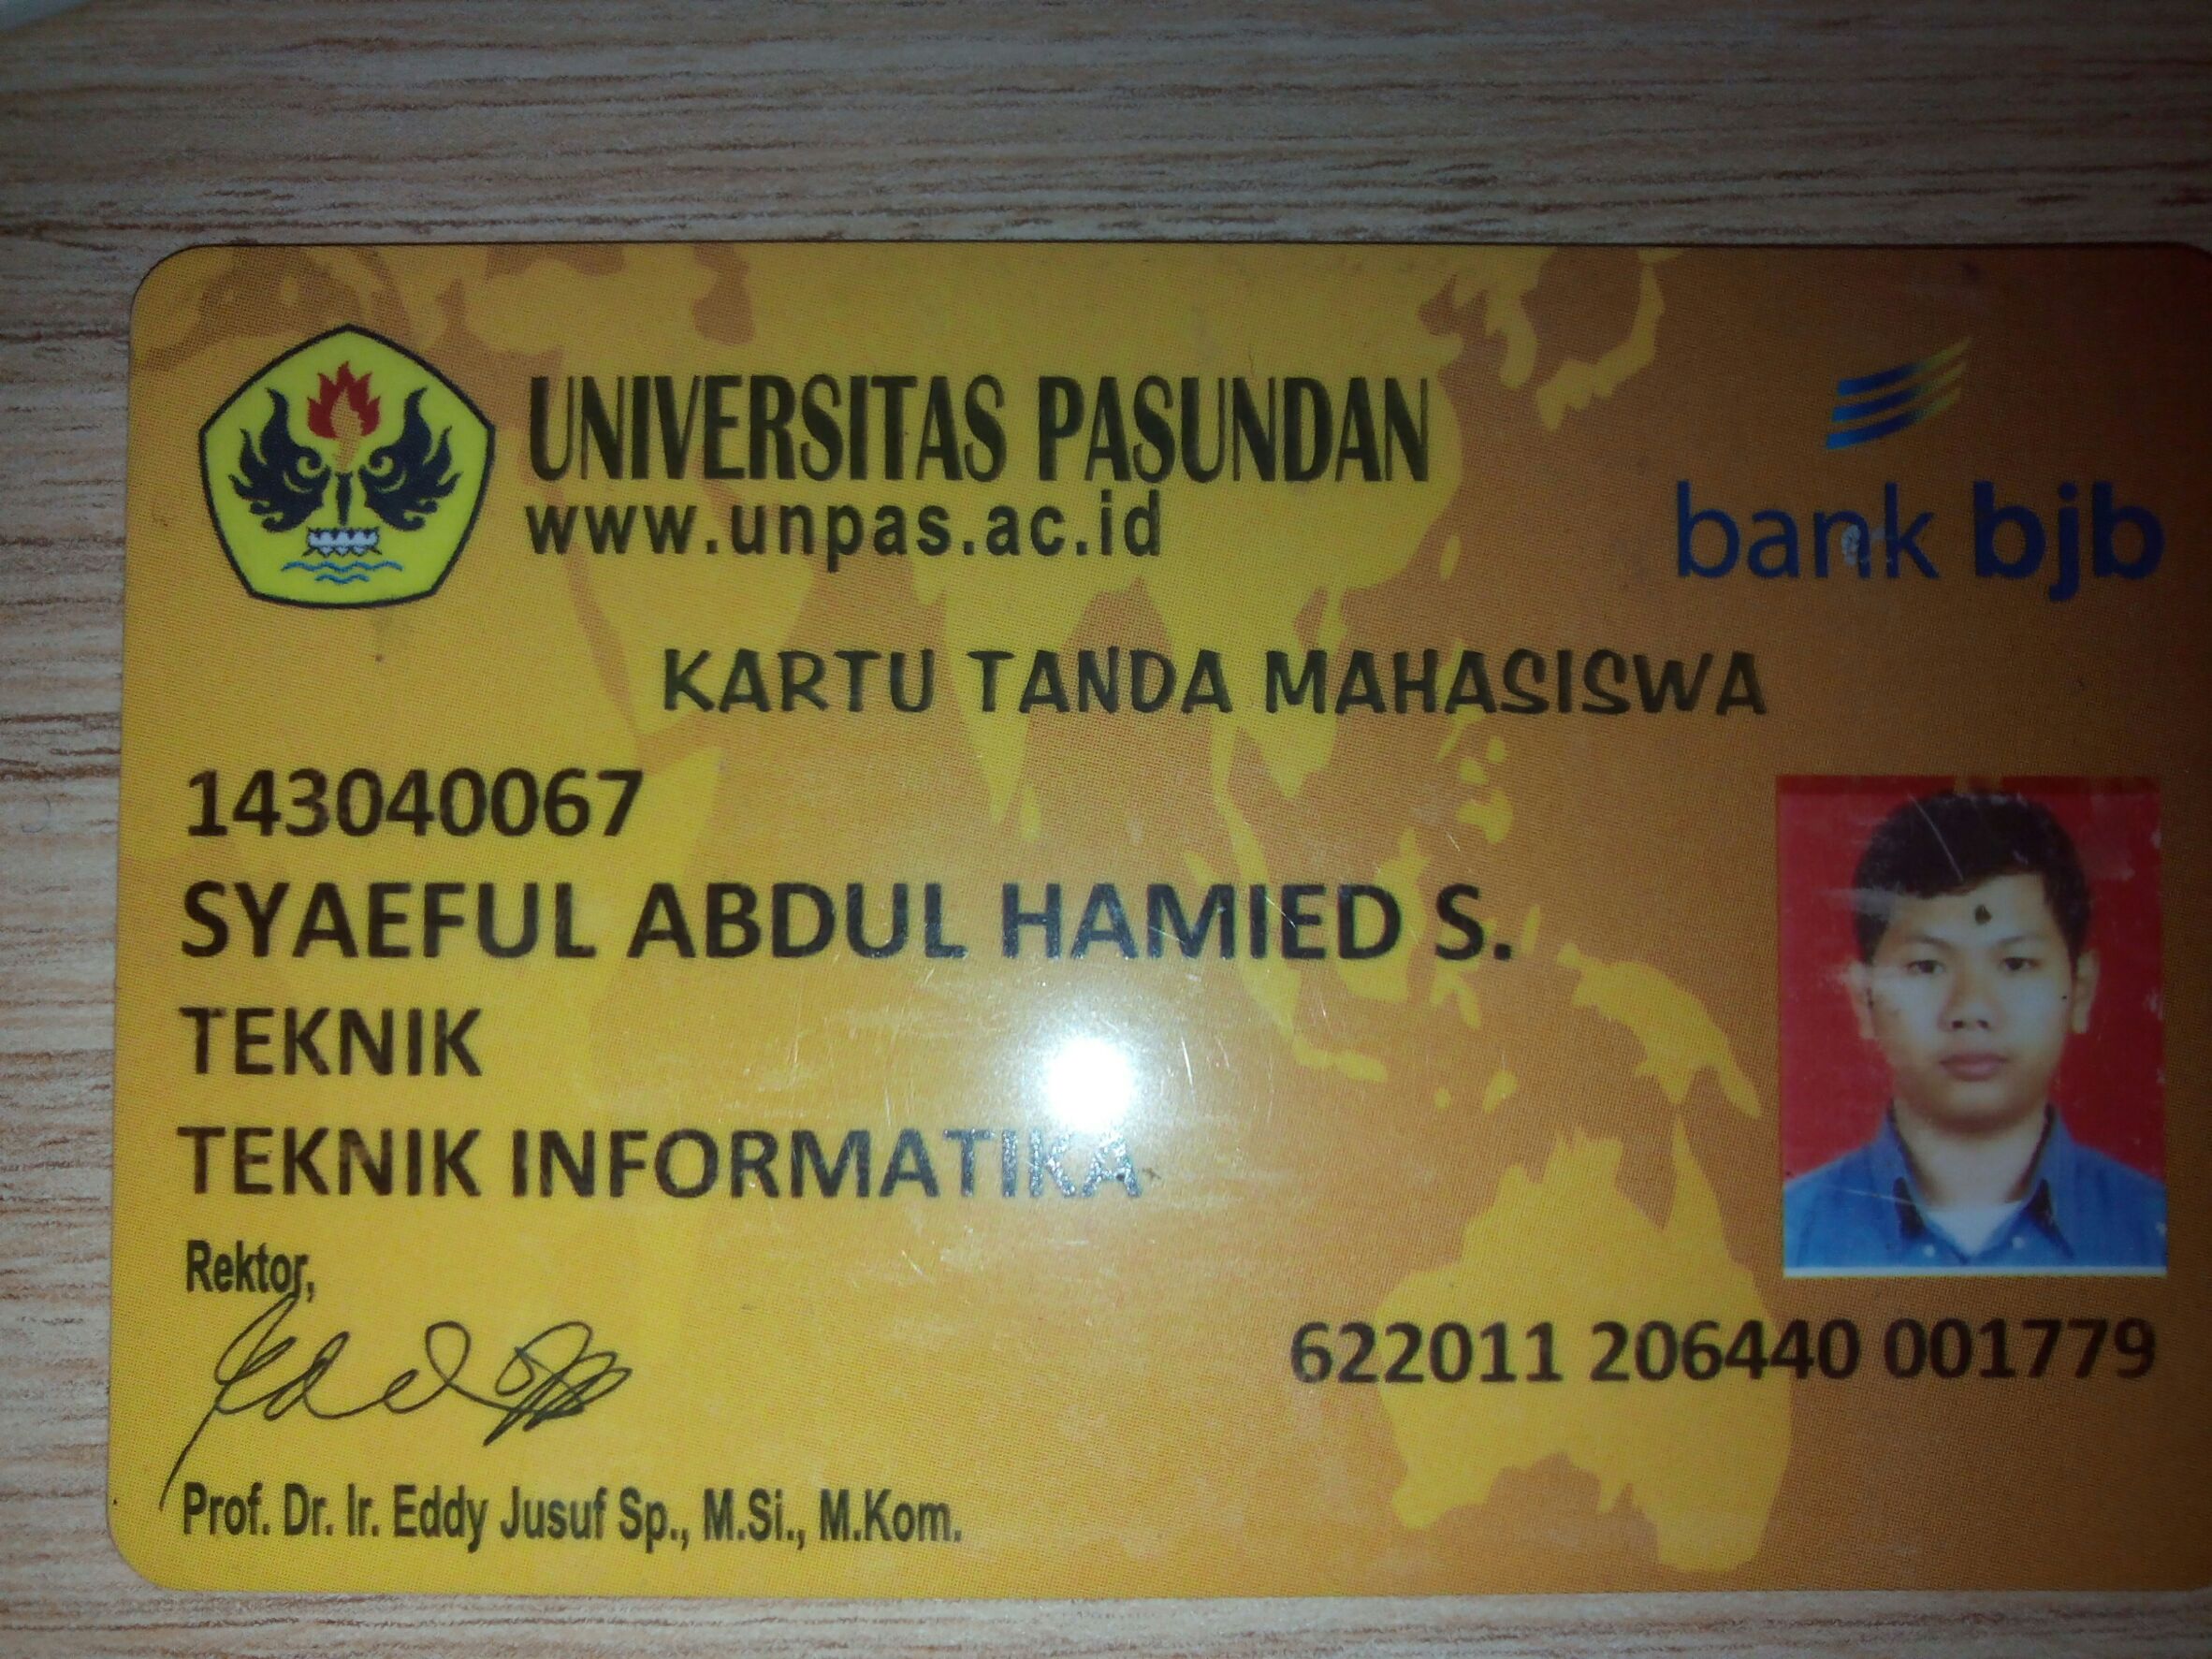 UNIVERSITAS PASUNDAN
www.unpas.ac.id
bank bjb
KARTU TANDA MAHASISWA
143040067
SYAEFUL ABDUL HAMIED S.
TEKNIK
TEKNIK INFORMATIKA
Rektor,
622011 206440 001779
Prof. Dr. Ir. Eddy Jusuf Sp., M.Si., M.Kom.